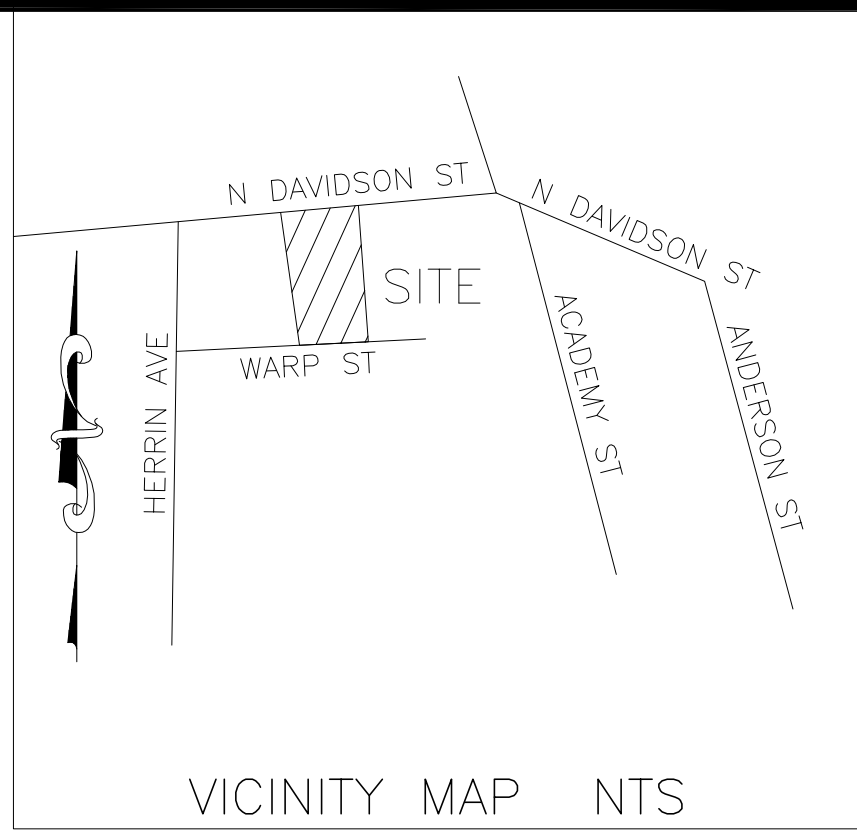 N DAVIDSON ST
N DAVIDSON ST
SITE
WARP ST
HERRIN AVE
ACADEMY ST
ANDERSON ST
VICINITY MAP NTS